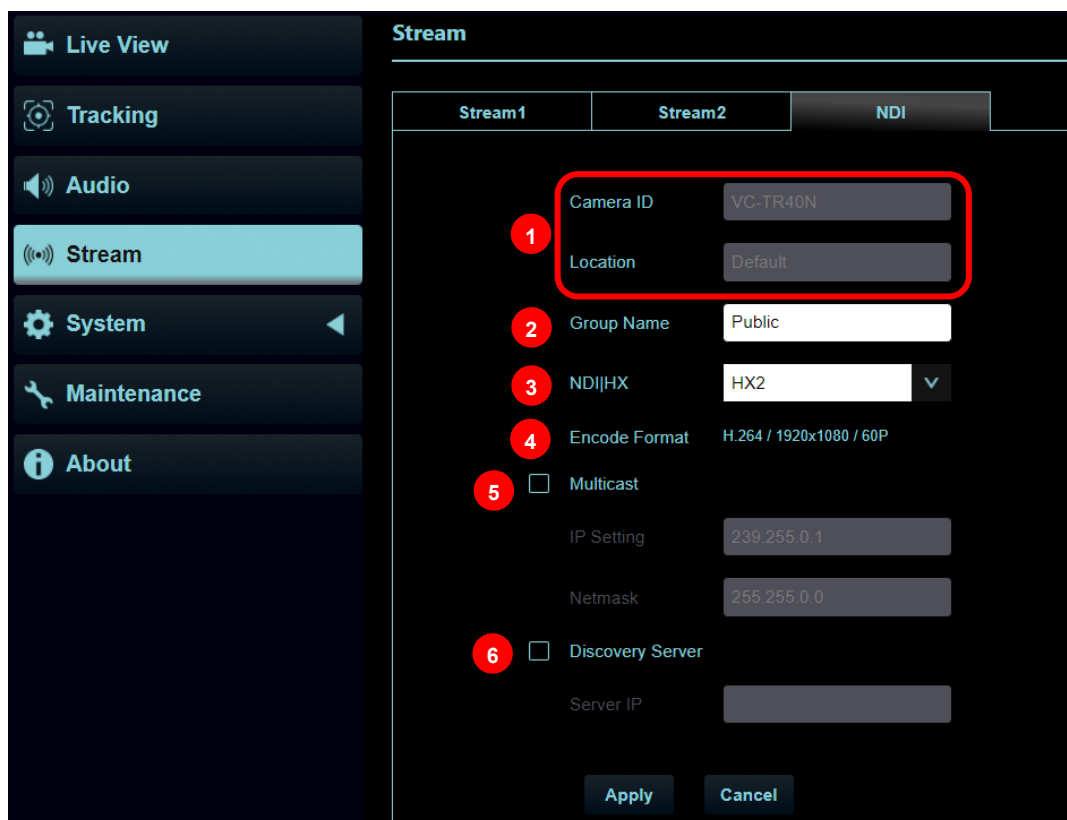 Live View
Tracking
Audio
Stream
System
Maintenance
About
Stream
Stream1 Stream2 NDI
1
Camera ID VC-TR40N
Location Default
2 Group Name Public
3 NDI|HX HX2
4 Encode Format H.264 / 1920x1080 / 60P
5 Multicast
IP Setting 239.255.0.1
Netmask 255.255.0.0
6 Discovery Server
Server IP
Apply Cancel